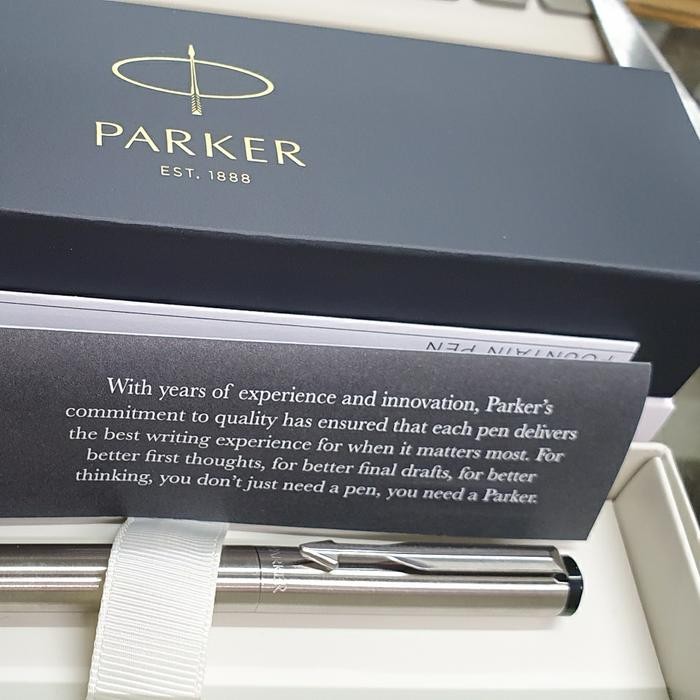 PARKER
EST. 1888
FOUNTAIN PEN
With years of experience and innovation, Parker's
commitment to quality has ensured that each pen delivers
the best writing experience for when it matters most. For
better first thoughts, for better final drafts, for better
thinking, you don't just need a pen, you need a Parker.
PARKER